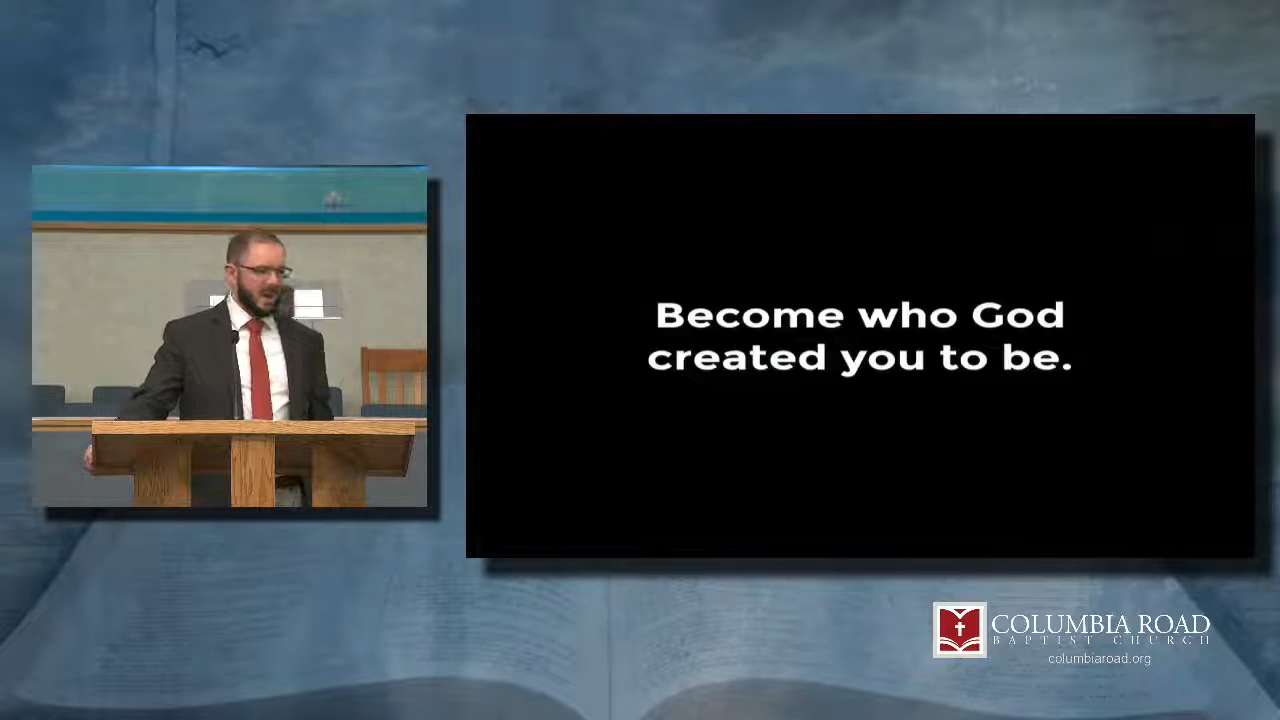 Become who God
created you to be.
COLUMBIA ROAD
BAPTIST CHURCH
columbiaroad.org